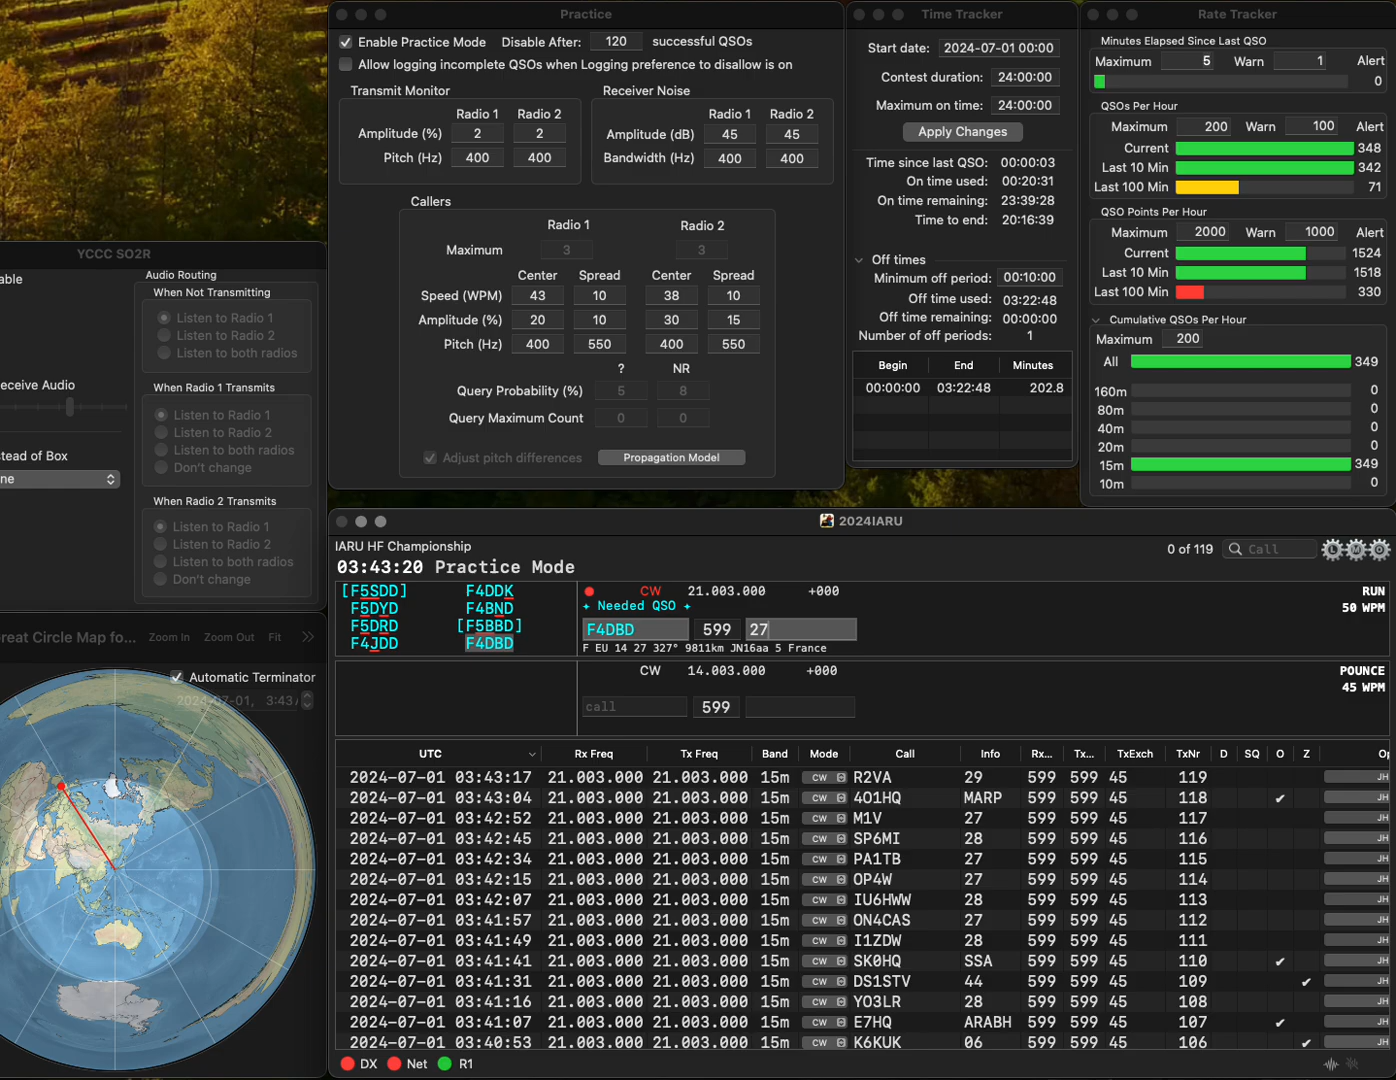 Practice
Enable Practice Mode Disable After: 120 successful QSOs
Allow logging incomplete QSOs when Logging preference to disallow is on
Transmit Monitor
Radio 1 Radio 2
Amplitude (%) 2 2
Pitch (Hz) 400 400
Receiver Noise
Radio 1 Radio 2
Amplitude (dB) 45 45
Bandwidth (Hz) 400 400
Callers
Radio 1 Radio 2
Maximum 3 3
Center Spread Center Spread
Speed (WPM) 43 10 38 10
Amplitude (%) 20 10 30 15
Pitch (Hz) 400 550 400 550
? NR
Query Probability (%) 5 8
Query Maximum Count 0 0
Adjust pitch differences Propagation Model
Time Tracker
Start date: 2024-07-01 00:00
Contest duration: 24:00:00
Maximum on time: 24:00:00
Apply Changes
Time since last QSO: 00:00:03
On time used: 00:20:31
On time remaining: 23:39:28
Time to end: 20:16:39
Off times
Minimum off period: 00:10:00
Off time used: 03:22:48
Off time remaining: 00:00:00
Number of off periods: 1
Begin End Minutes
00:00:00 03:22:48 202.8
Rate Tracker
Minutes Elapsed Since Last QSO
Maximum 5 Warn 1 Alert
0
QSOs Per Hour
Maximum 200 Warn 100 Alert
Current 348
Last 10 Min 342
Last 100 Min 71
QSO Points Per Hour
Maximum 2000 Warn 1000 Alert
Current 1524
Last 10 Min 1518
Last 100 Min 330
Cumulative QSOs Per Hour
Maximum 200
All 349
160m 0
80m 0
40m 0
20m 0
15m 349
10m 0
YCCC SO2R
able
Audio Routing
When Not Transmitting
Listen to Radio 1
Listen to Radio 2
Listen to both radios
eceive Audio
When Radio 1 Transmits
Listen to Radio 1
Listen to Radio 2
Listen to both radios
Don't change
stead of Box
ne
When Radio 2 Transmits
Listen to Radio 1
Listen to Radio 2
Listen to both radios
Don't change
reat Circle Map fo... Zoom In Zoom Out Fit
Automatic Terminator
2024-07-01, 3:43
2024IARU
IARU HF Championship 0 of 119 Call L M O
03:43:20 Practice Mode
[F5SDD] F4DDK
F5DYD F4BND
F5DRD [F5BBD]
F4JDD F4DBD
CW 21.003.000 +000 RUN
✦ Needed QSO ✦ 50 WPM
F4DBD 599 27
F EU 14 27 327° 9811km JN16aa 5 France
CW 14.003.000 +000 POUNCE
45 WPM
call 599
UTC Rx Freq Tx Freq Band Mode Call Info Rx... Tx... TxExch TxNr D SQ O Z Op
2024-07-01 03:43:17 21.003.000 21.003.000 15m CW R2VA 29 599 599 45 119 JH
2024-07-01 03:43:04 21.003.000 21.003.000 15m CW 4O1HQ MARP 599 599 45 118 ✔ JH
2024-07-01 03:42:52 21.003.000 21.003.000 15m CW M1V 27 599 599 45 117 JH
2024-07-01 03:42:45 21.003.000 21.003.000 15m CW SP6MI 28 599 599 45 116 JH
2024-07-01 03:42:34 21.003.000 21.003.000 15m CW PA1TB 27 599 599 45 115 JH
2024-07-01 03:42:15 21.003.000 21.003.000 15m CW OP4W 27 599 599 45 114 JH
2024-07-01 03:42:07 21.003.000 21.003.000 15m CW IU6HWW 28 599 599 45 113 JH
2024-07-01 03:41:57 21.003.000 21.003.000 15m CW ON4CAS 27 599 599 45 112 JH
2024-07-01 03:41:49 21.003.000 21.003.000 15m CW I1ZDW 28 599 599 45 111 JH
2024-07-01 03:41:41 21.003.000 21.003.000 15m CW SK0HQ SSA 599 599 45 110 ✔ JH
2024-07-01 03:41:31 21.003.000 21.003.000 15m CW DS1STV 44 599 599 45 109 ✔ JH
2024-07-01 03:41:16 21.003.000 21.003.000 15m CW YO3LR 28 599 599 45 108 JH
2024-07-01 03:41:07 21.003.000 21.003.000 15m CW E7HQ ARABH 599 599 45 107 ✔ JH
2024-07-01 03:40:53 21.003.000 21.003.000 15m CW K6KUK 06 599 599 45 106 ✔ JH
DX Net R1